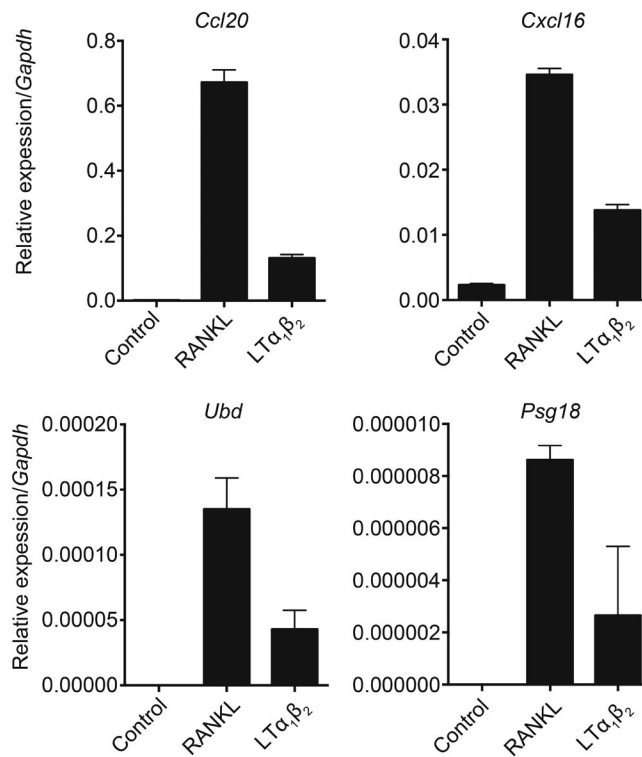 Ccl20
Relative expession/Gapdh
0.8
0.6
0.4
0.2
0.0
Control
RANKL
LTα₁β₂
Cxcl16
0.04
0.03
0.02
0.01
0.00
Control
RANKL
LTα₁β₂
Ubd
Relative expession/Gapdh
0.00020
0.00015
0.00010
0.00005
0.00000
Control
RANKL
LTα₁β₂
Psg18
0.000010
0.000008
0.000006
0.000004
0.000002
0.000000
Control
RANKL
LTα₁β₂